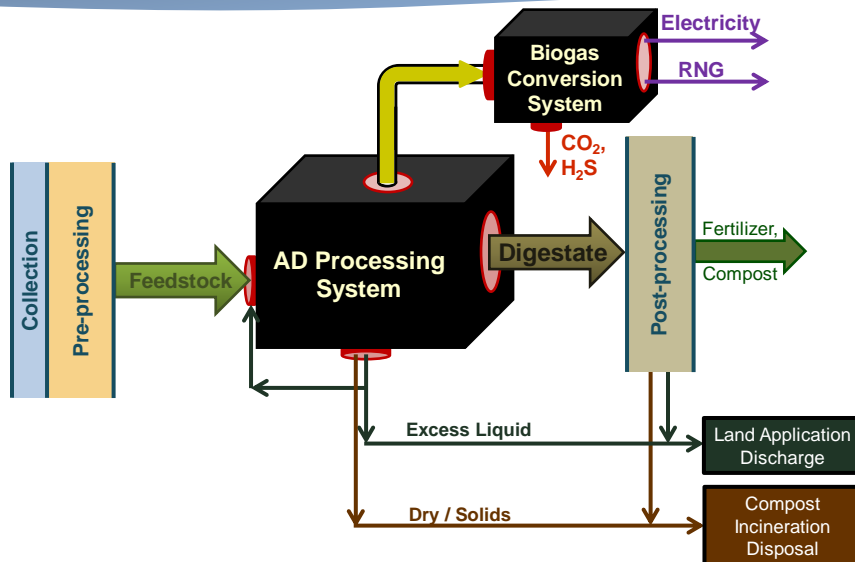 Electricity
Biogas
Conversion
System
RNG
CO₂,
H₂S
Collection
Pre-processing
Feedstock
AD Processing
System
Digestate
Post-processing
Fertilizer,
Compost
Excess Liquid
Land Application
Discharge
Dry / Solids
Compost
Incineration
Disposal